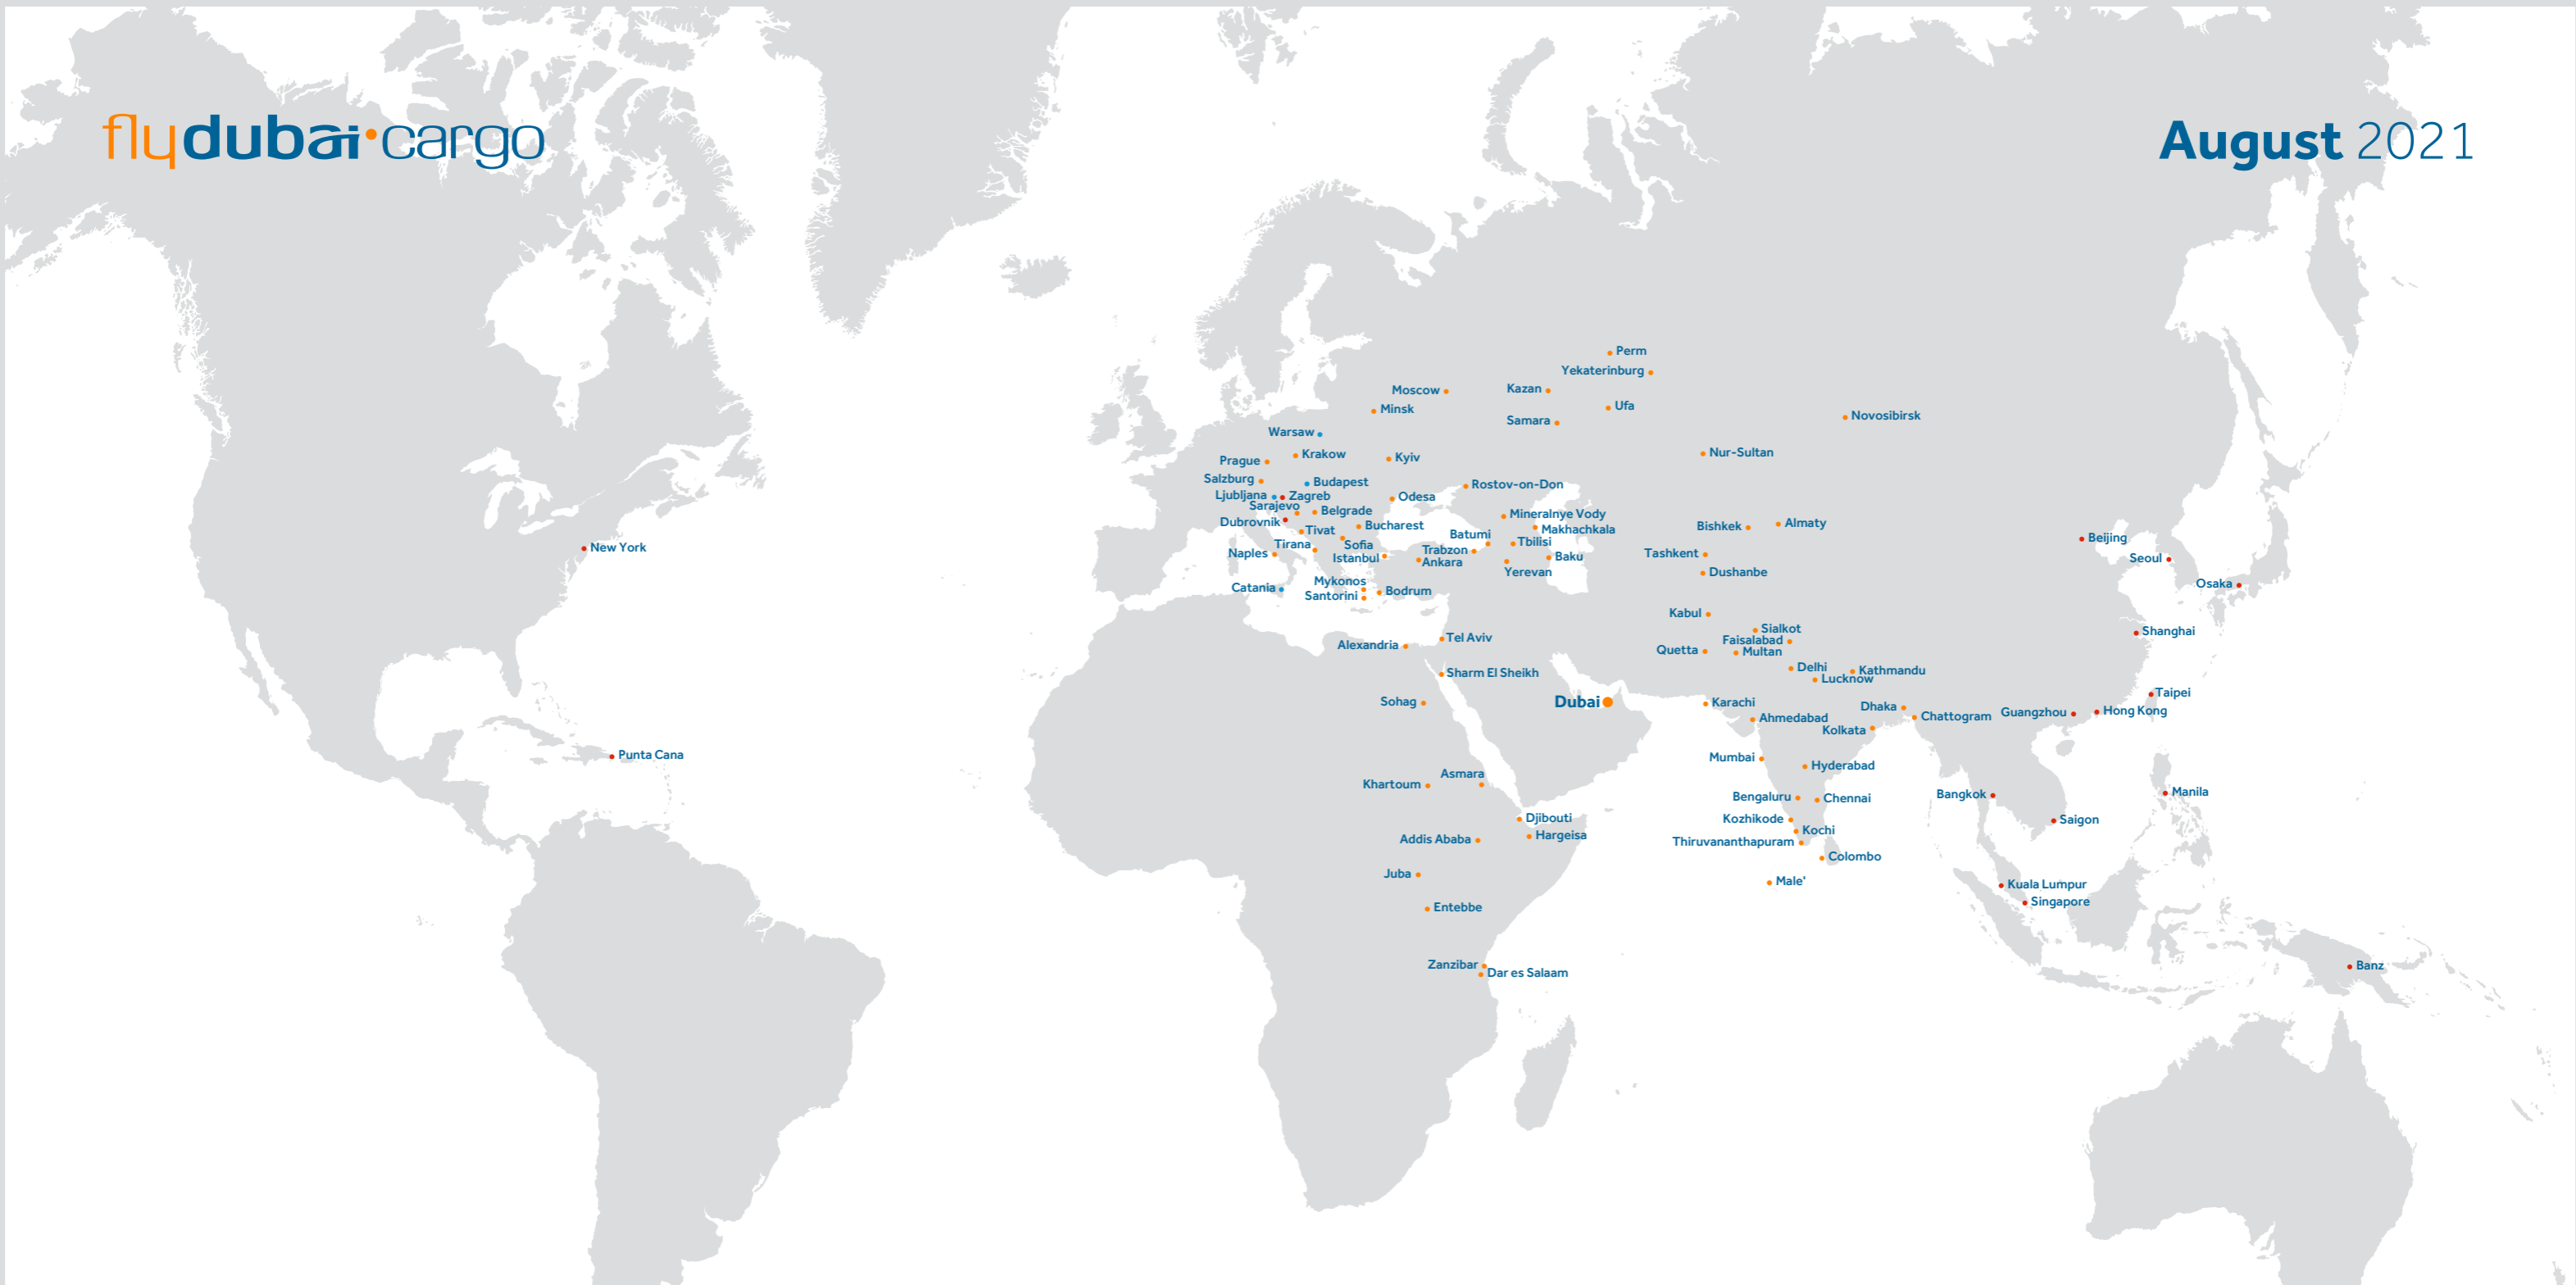 flydubai·cargo
August 2021
Perm
Yekaterinburg
Moscow
Kazan
Minsk
Ufa
Novosibirsk
Samara
Warsaw
Krakow
Nur-Sultan
Prague
Kyiv
Salzburg
Budapest
Rostov-on-Don
Ljubljana
Zagreb
Odesa
Sarajevo
Belgrade
Mineralnye Vody
Dubrovnik
Bucharest
Bishkek
Almaty
Tivat
Makhachkala
Batumi
Beijing
Tirana
Sofia
Tbilisi
New York
Naples
Istanbul
Trabzon
Baku
Tashkent
Seoul
Ankara
Yerevan
Dushanbe
Mykonos
Osaka
Catania
Santorini
Bodrum
Kabul
Sialkot
Shanghai
Tel Aviv
Faisalabad
Alexandria
Quetta
Multan
Delhi
Kathmandu
Sharm El Sheikh
Lucknow
Taipei
Sohag
Dubai
Karachi
Dhaka
Guangzhou
Hong Kong
Ahmedabad
Chattogram
Kolkata
Punta Cana
Mumbai
Hyderabad
Asmara
Khartoum
Bengaluru
Chennai
Bangkok
Manila
Djibouti
Kozhikode
Saigon
Hargeisa
Kochi
Addis Ababa
Thiruvananthapuram
Colombo
Juba
Male'
Kuala Lumpur
Singapore
Entebbe
Zanzibar
Dar es Salaam
Banz